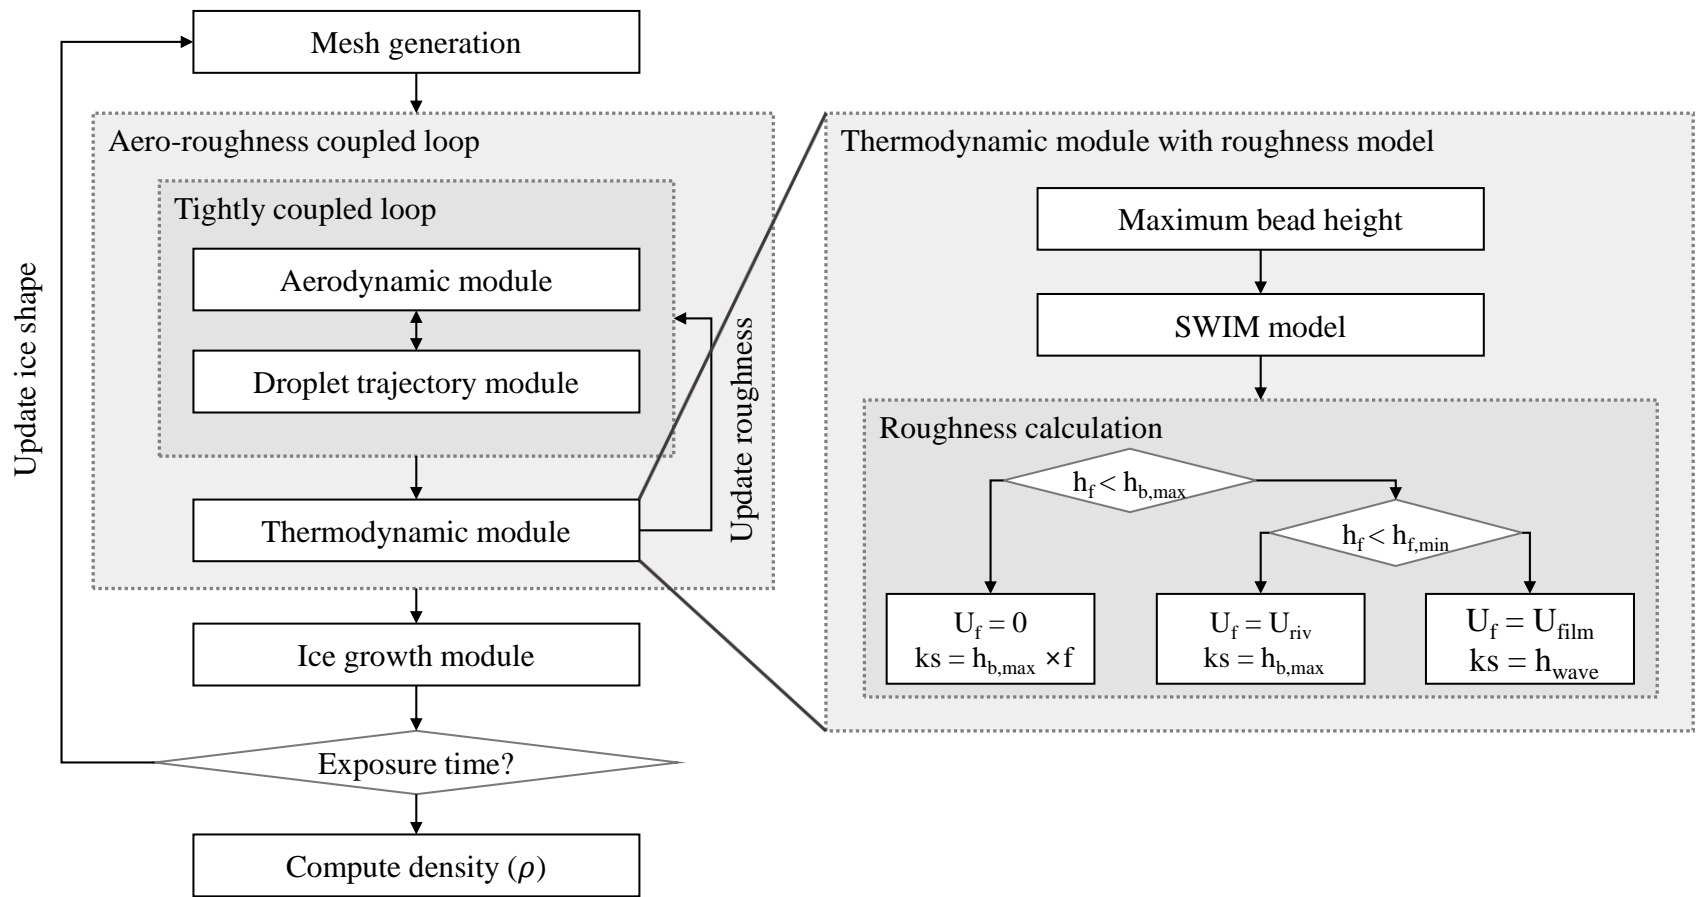 Mesh generation
Aero-roughness coupled loop
Tightly coupled loop
Aerodynamic module
Droplet trajectory module
Thermodynamic module
Update roughness
Update ice shape
Ice growth module
Exposure time?
Compute density (ρ)
Thermodynamic module with roughness model
Maximum bead height
SWIM model
Roughness calculation
h_f < h_b,max
h_f < h_f,min
U_f = 0
ks = h_b,max ×f
U_f = U_riv
ks = h_b,max
U_f = U_film
ks = h_wave